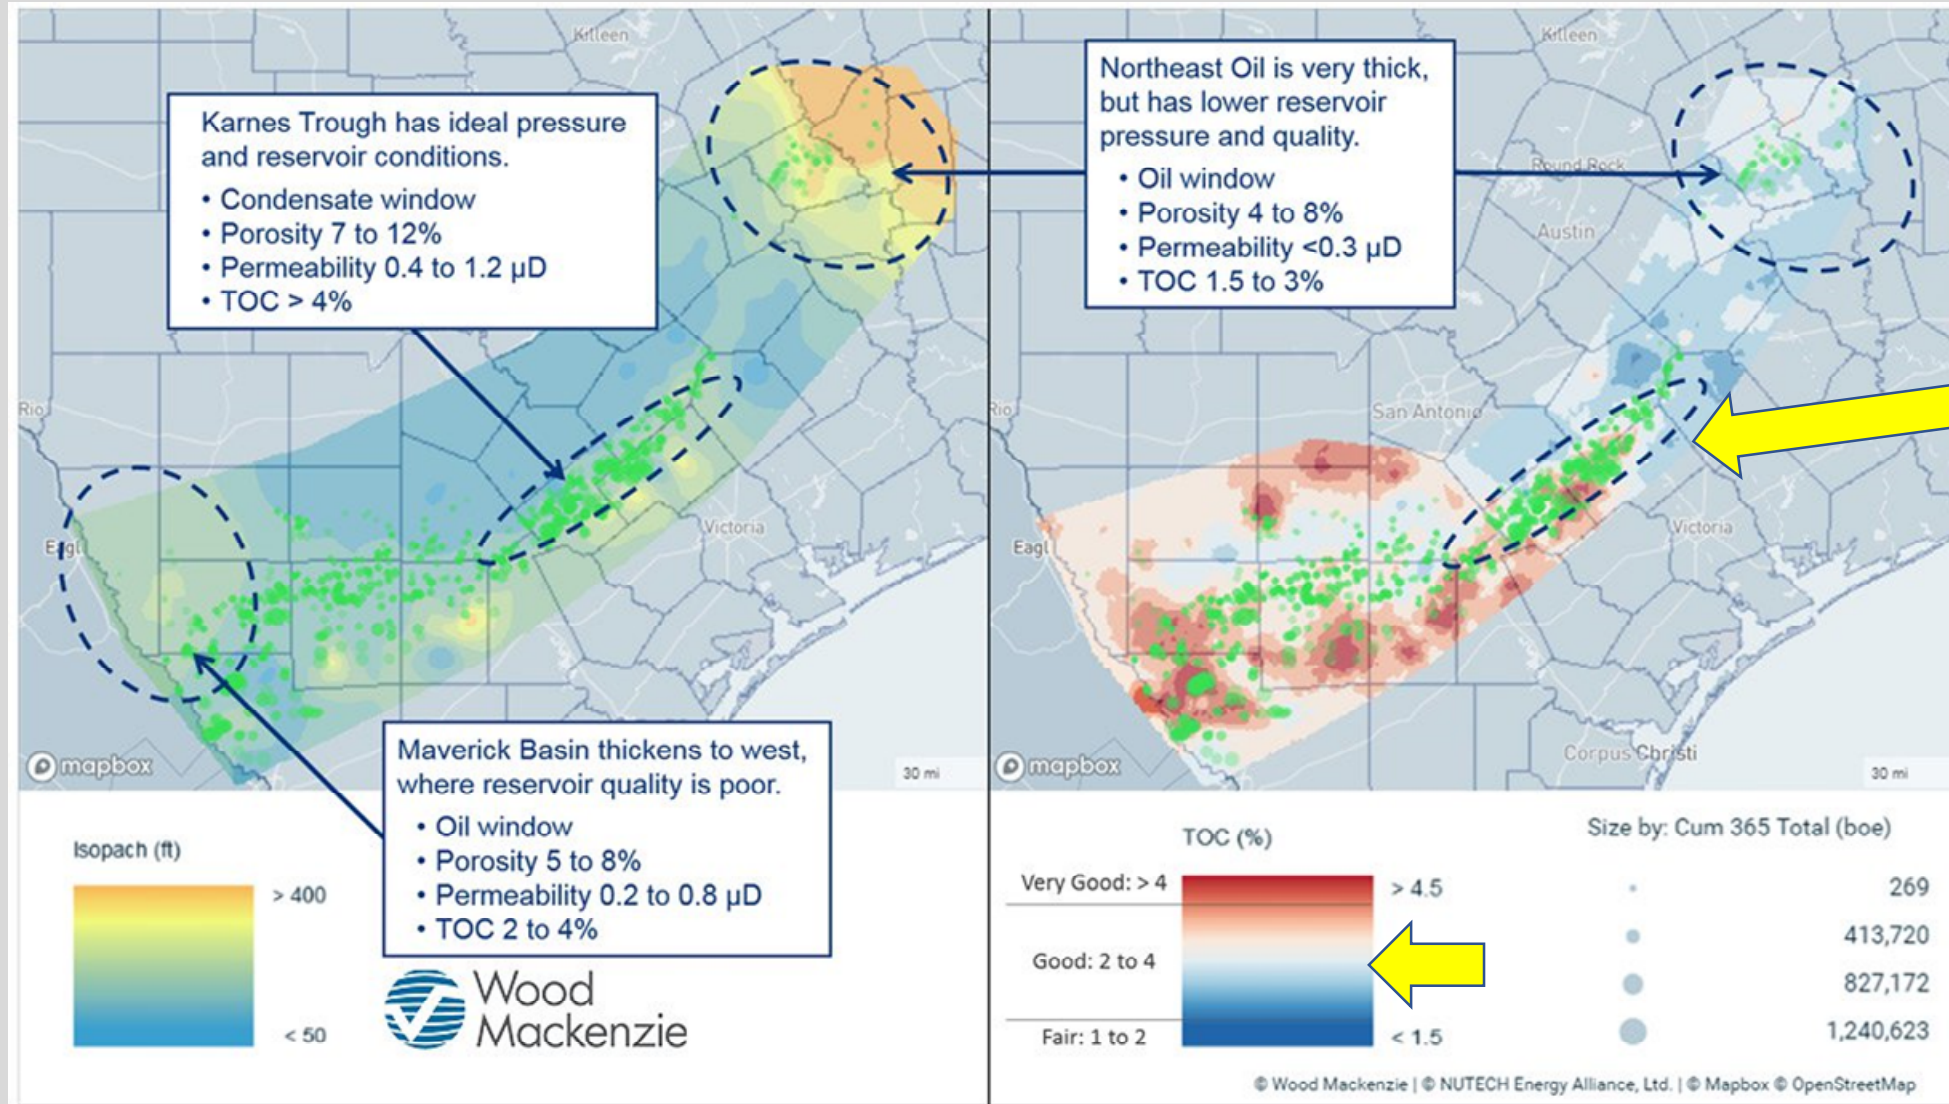 Killeen
Karnes Trough has ideal pressure
and reservoir conditions.
• Condensate window
• Porosity 7 to 12%
• Permeability 0.4 to 1.2 µD
• TOC > 4%
Rio
Eagl
Victoria
mapbox
30 mi
Maverick Basin thickens to west,
where reservoir quality is poor.
• Oil window
• Porosity 5 to 8%
• Permeability 0.2 to 0.8 µD
• TOC 2 to 4%
Isopach (ft)
> 400
< 50
Wood
Mackenzie
Killeen
Northeast Oil is very thick,
but has lower reservoir
pressure and quality.
• Oil window
• Porosity 4 to 8%
• Permeability <0.3 µD
• TOC 1.5 to 3%
Round Rock
Austin
Rio
San Antonio
Eagl
Victoria
Corpus Christi
mapbox
30 mi
TOC (%)
Very Good: > 4
Good: 2 to 4
Fair: 1 to 2
> 4.5
< 1.5
Size by: Cum 365 Total (boe)
269
413,720
827,172
1,240,623
© Wood Mackenzie | © NUTECH Energy Alliance, Ltd. | © Mapbox © OpenStreetMap